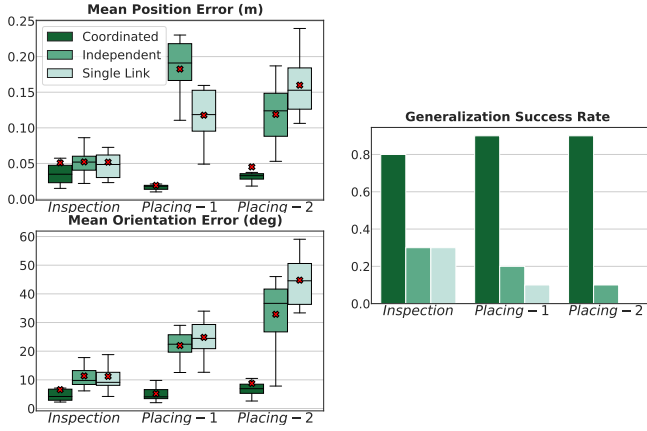 Mean Position Error (m)
0.25
0.20
0.15
0.10
0.05
0.00
Coordinated
Independent
Single Link
Inspection Placing − 1 Placing − 2
Mean Orientation Error (deg)
60
50
40
30
20
10
0
Inspection Placing − 1 Placing − 2
Generalization Success Rate
0.8
0.6
0.4
0.2
0.0
Inspection Placing − 1 Placing − 2